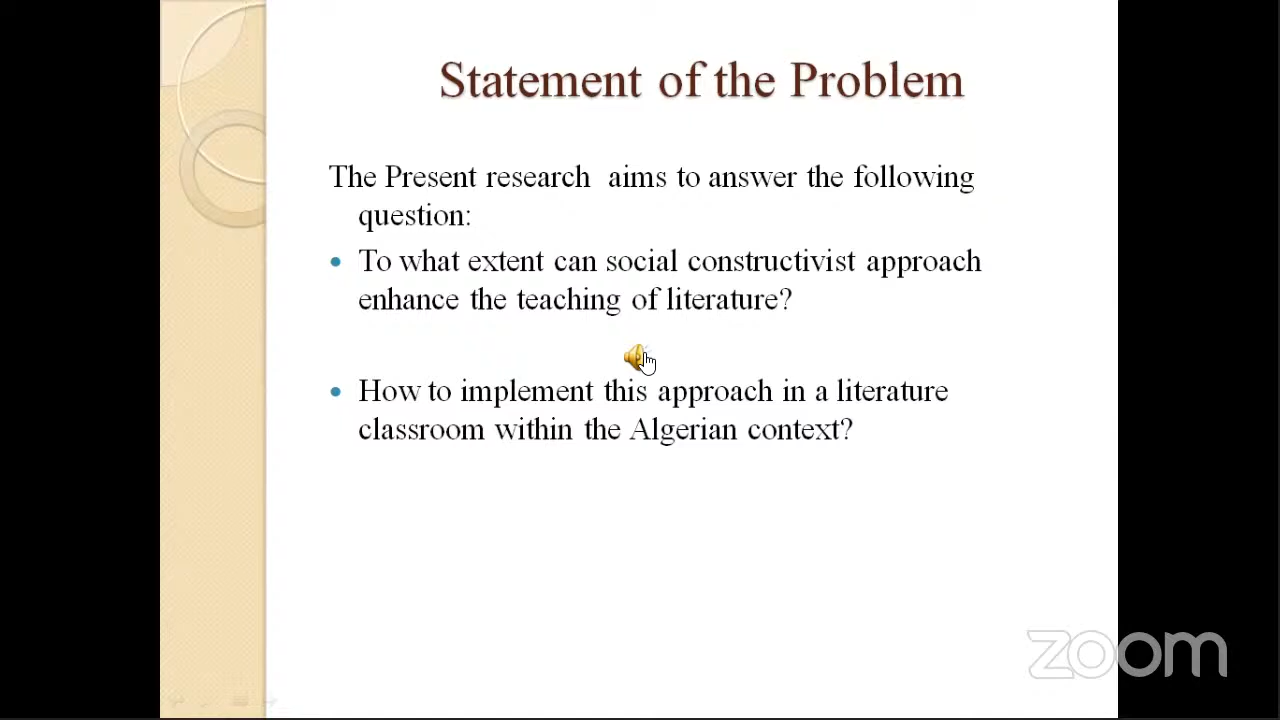 Statement of the Problem
The Present research aims to answer the following
question:
To what extent can social constructivist approach
enhance the teaching of literature?
How to implement this approach in a literature
classroom within the Algerian context?
zoom